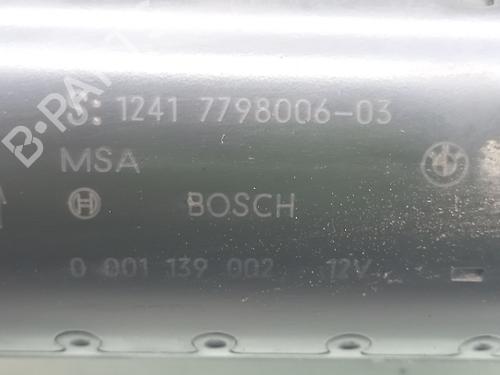 B-PARTS
S: 1241 7798006-03
MSA
BOSCH
0 001 139 002 12V